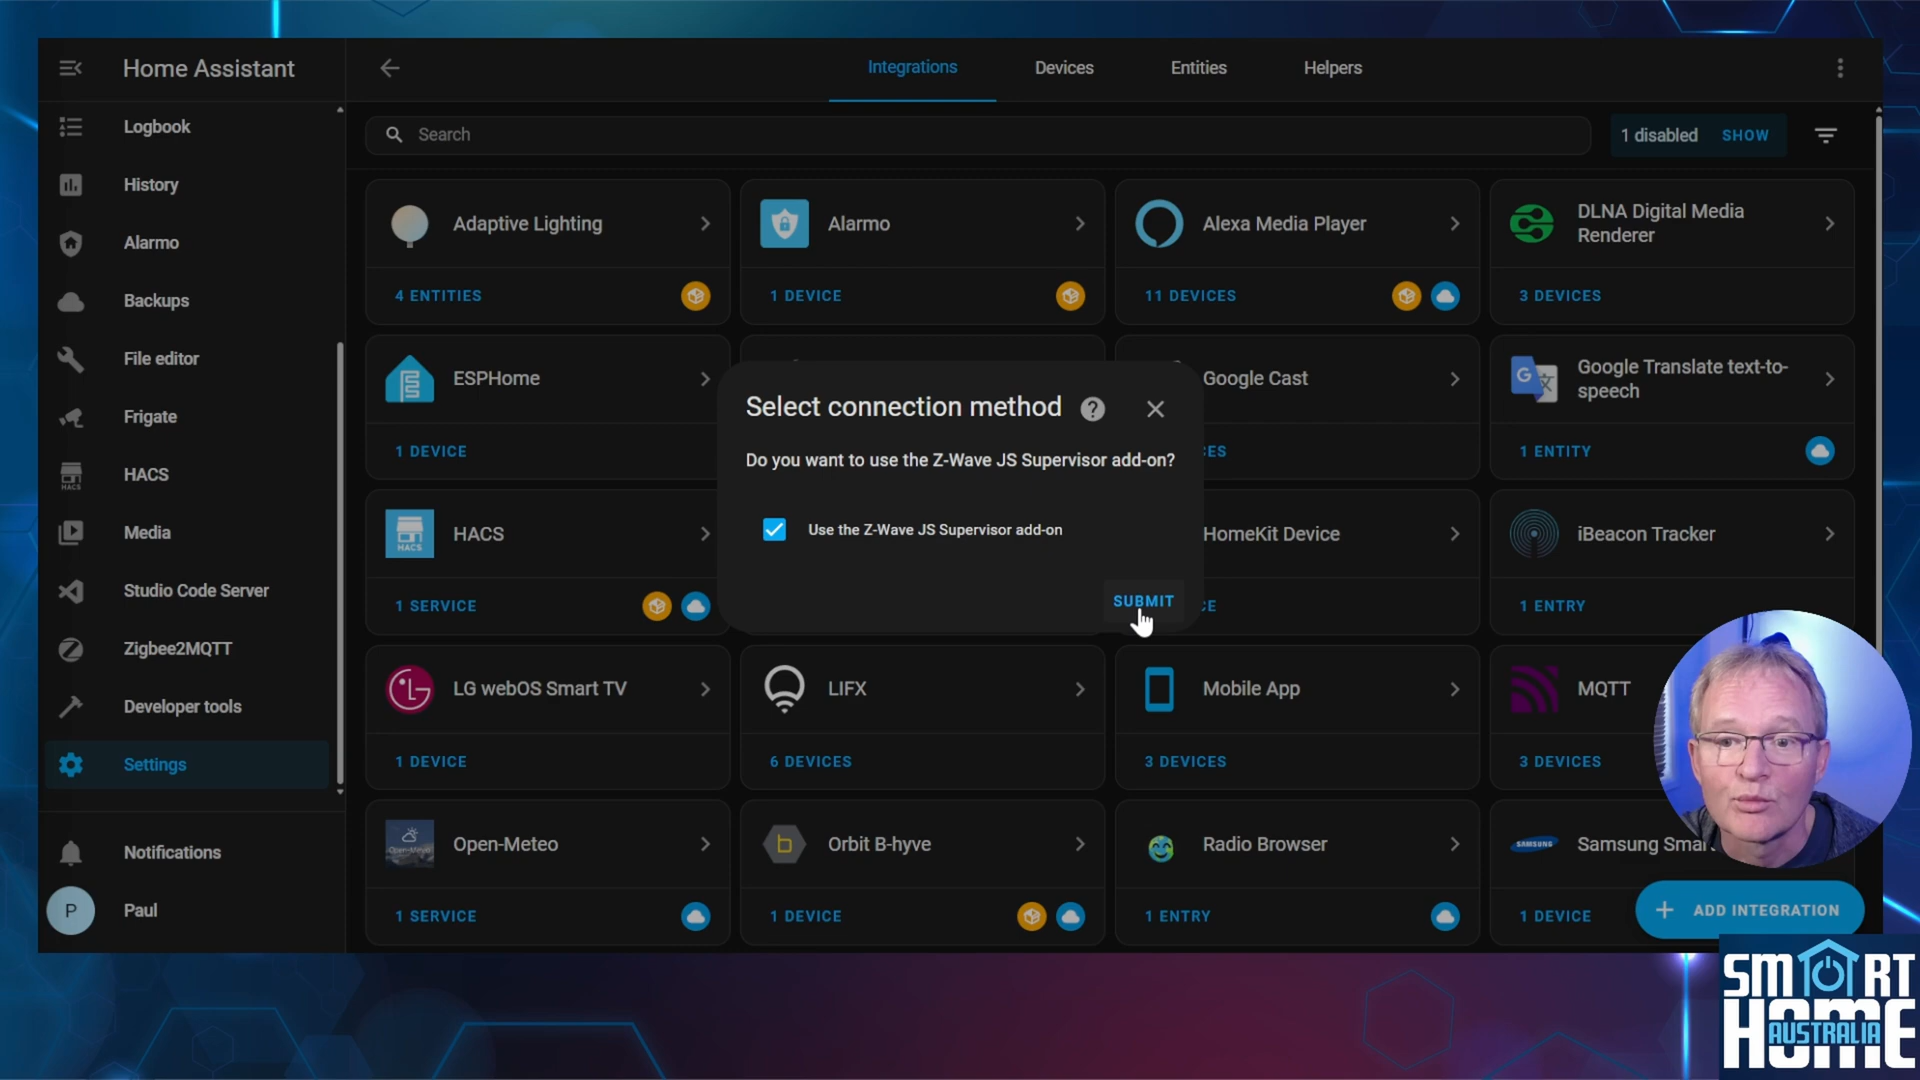 Home Assistant
Integrations
Devices
Entities
Helpers
Logbook
History
Alarmo
Backups
File editor
Frigate
HACS
Media
Studio Code Server
Zigbee2MQTT
Developer tools
Settings
Notifications
P
Paul
Search
1 disabled
SHOW
Adaptive Lighting
4 ENTITIES
Alarmo
1 DEVICE
Alexa Media Player
11 DEVICES
DLNA Digital Media
Renderer
3 DEVICES
ESPHome
1 DEVICE
Google Cast
Google Translate text-to-
speech
1 ENTITY
Select connection method
Do you want to use the Z-Wave JS Supervisor add-on?
Use the Z-Wave JS Supervisor add-on
SUBMIT
HACS
HACS
1 SERVICE
HomeKit Device
iBeacon Tracker
1 ENTRY
LG webOS Smart TV
1 DEVICE
LIFX
6 DEVICES
Mobile App
3 DEVICES
MQTT
3 DEVICES
Open-Meteo
Open-Meteo
1 SERVICE
Orbit B-hyve
1 DEVICE
Radio Browser
1 ENTRY
SAMSUNG
Samsung Smar
1 DEVICE
ADD INTEGRATION
SMART
HOME
AUSTRALIA